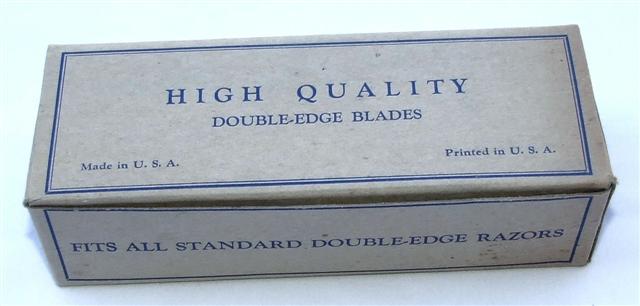 HIGH QUALITY
DOUBLE-EDGE BLADES
Made in U. S. A.
Printed in U. S. A.
FITS ALL STANDARD DOUBLE-EDGE RAZORS